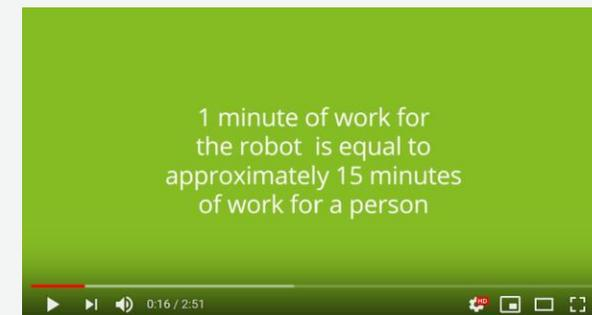 1 minute of work for
the robot is equal to
approximately 15 minutes
of work for a person
0:16 / 2:51
HD